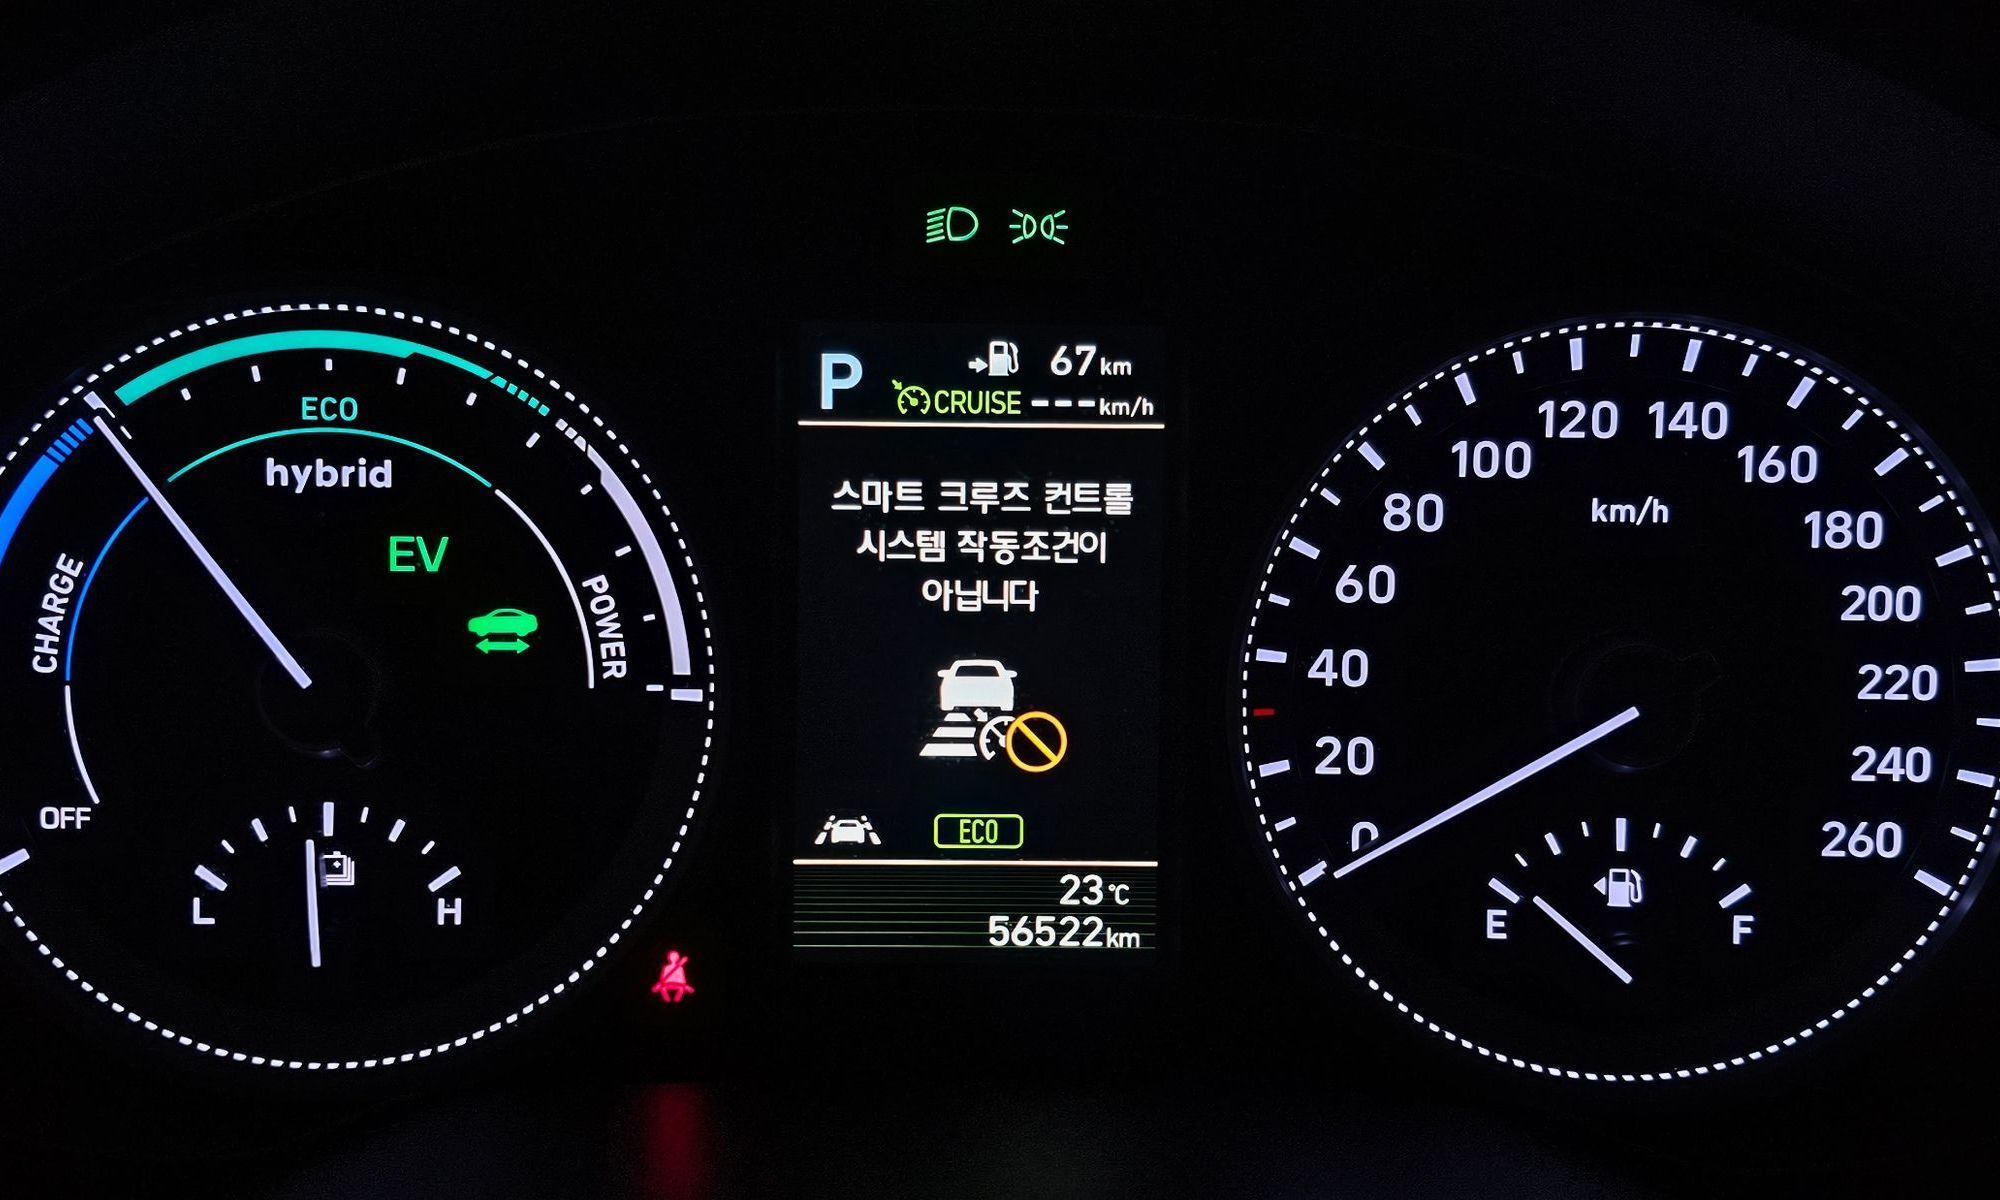 ECO
hybrid
EV
CHARGE
POWER
OFF
L
H
P
67km
CRUISE ---km/h
스마트 크루즈 컨트롤
시스템 작동조건이
아닙니다
ECO
23℃
56522km
0
20
40
60
80
100
120
140
160
180
200
220
240
260
km/h
E
F